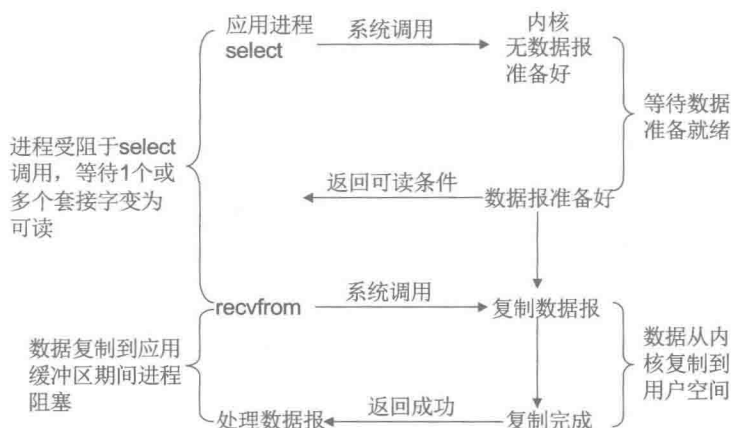 应用进程
select
系统调用
内核
无数据报
准备好
等待数据
准备就绪
进程受阻于select
调用，等待1个或
多个套接字变为
可读
返回可读条件
数据报准备好
recvfrom
系统调用
复制数据报
数据复制到应用
缓冲区期间进程
阻塞
数据从内
核复制到
用户空间
处理数据报
返回成功
复制完成